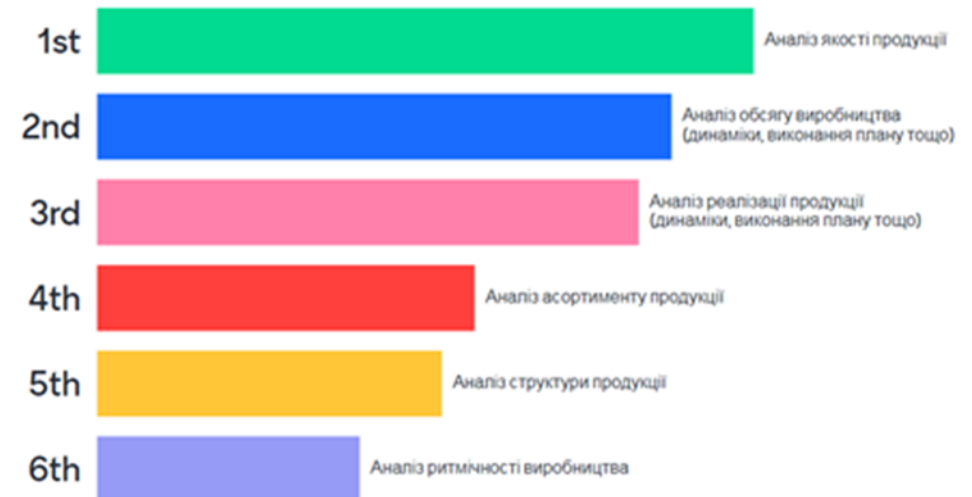 1st
Аналіз якості продукції
2nd
Аналіз обсягу виробництва
(динаміки, виконання плану тощо)
3rd
Аналіз реалізації продукції
(динаміки, виконання плану тощо)
4th
Аналіз асортименту продукції
5th
Аналіз структури продукції
6th
Аналіз ритмічності виробництва